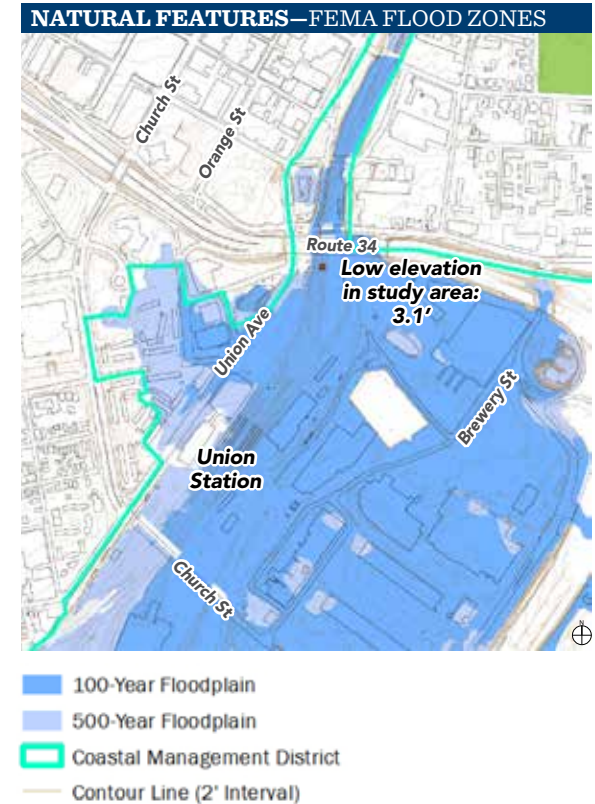 NATURAL FEATURES—FEMA FLOOD ZONES
Church St
Orange St
Route 34
Low elevation
in study area:
3.1’
Union Ave
Brewery St
Union
Station
Church St
N
100-Year Floodplain
500-Year Floodplain
Coastal Management District
Contour Line (2' Interval)